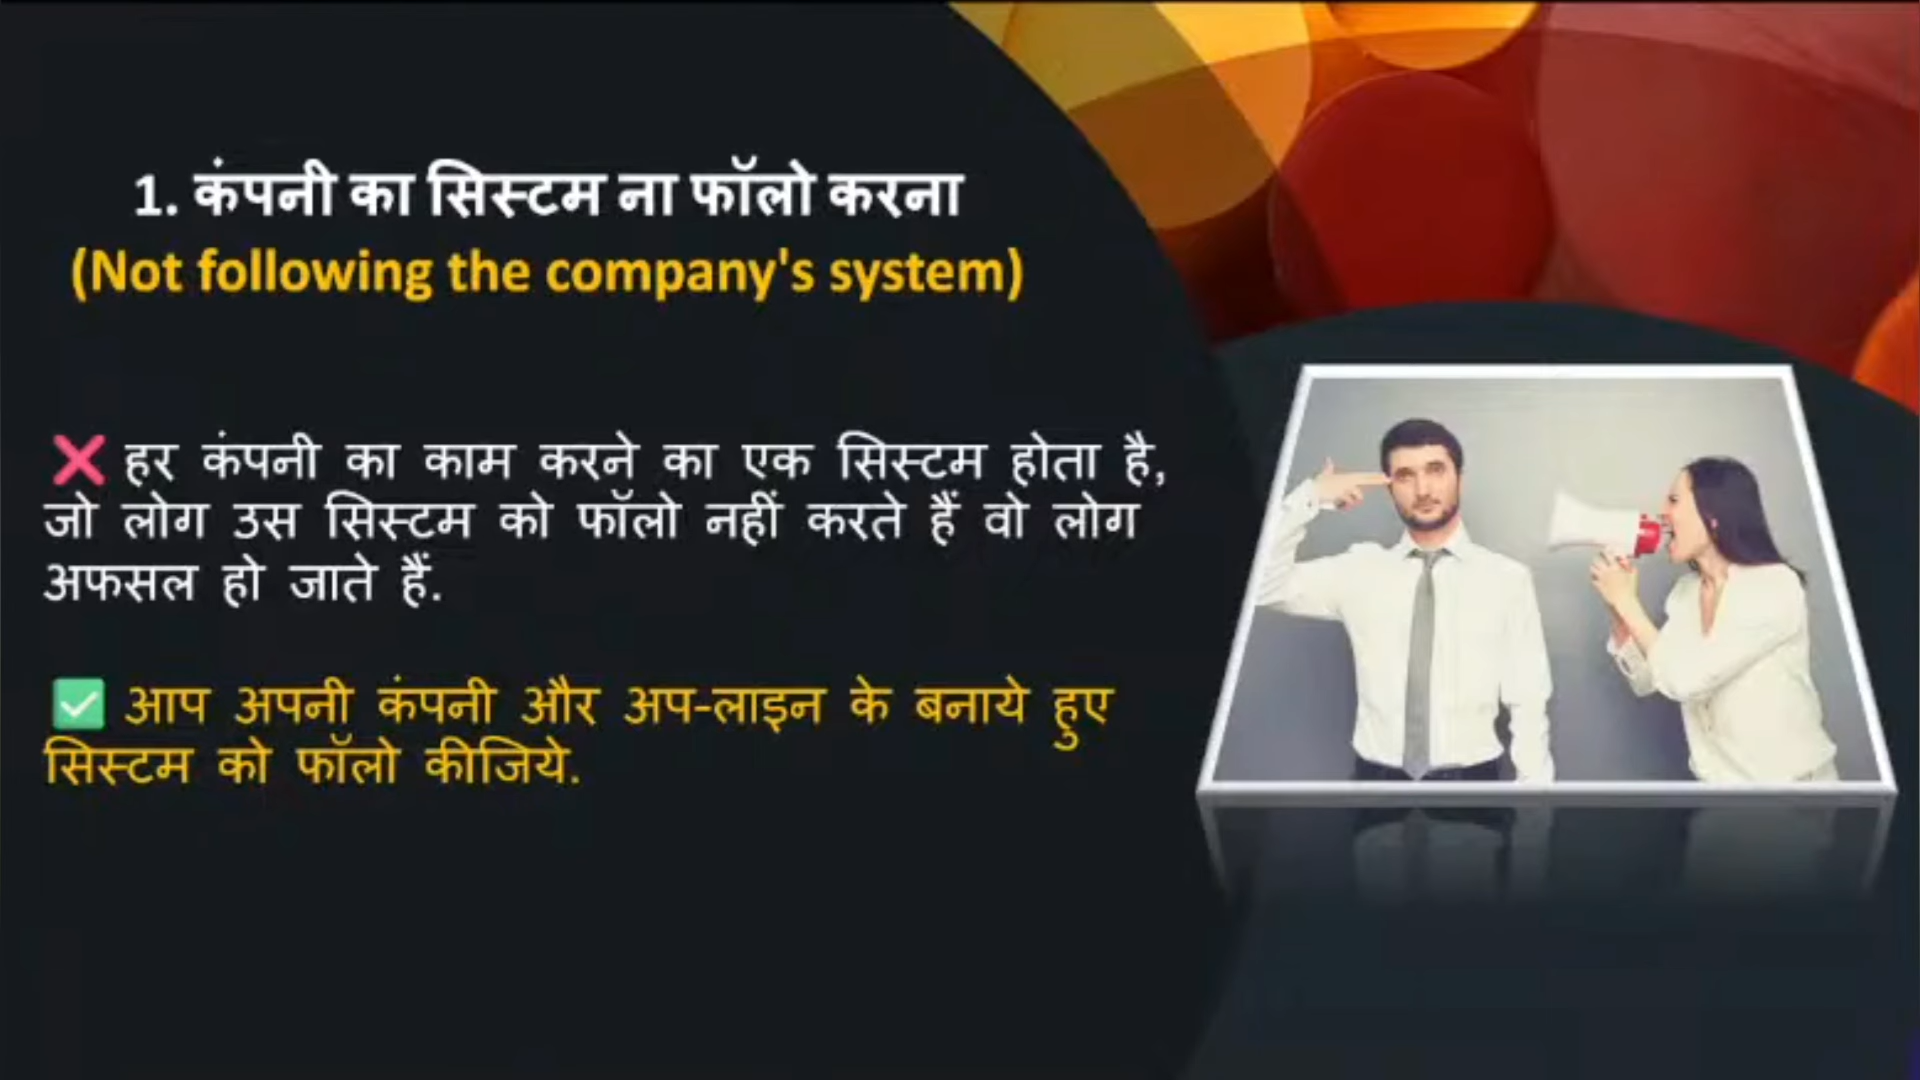 1. कंपनी का सिस्टम ना फॉलो करना
(Not following the company's system)
❌ हर कंपनी का काम करने का एक सिस्टम होता है,
जो लोग उस सिस्टम को फॉलो नहीं करते हैं वो लोग
अफसल हो जाते हैं.
✅ आप अपनी कंपनी और अप-लाइन के बनाये हुए
सिस्टम को फॉलो कीजिये.